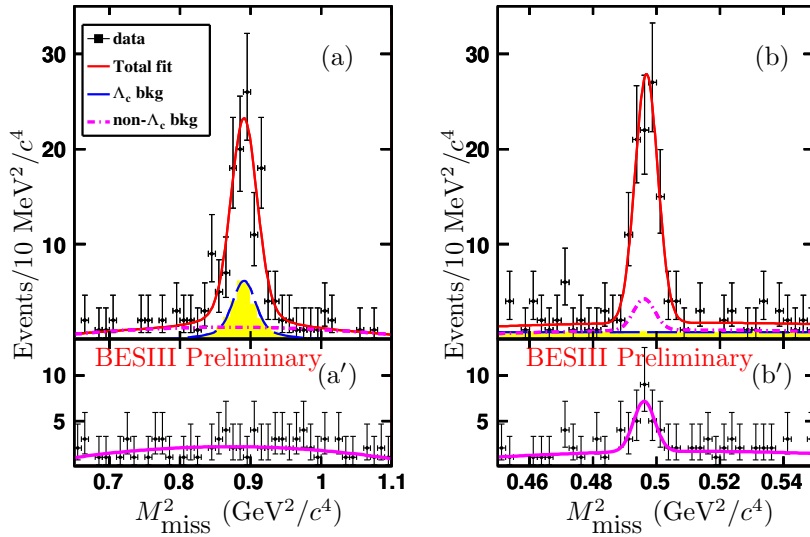 Events/10 MeV²/c⁴
30
20
10
data
Total fit
Λc bkg
non-Λc bkg
(a)
BESIII Preliminary
(a′)
10
5
0.7 0.8 0.9 1 1.1
M²miss (GeV²/c⁴)
Events/10 MeV²/c⁴
30
20
10
(b)
BESIII Preliminary
(b′)
10
5
0.46 0.48 0.5 0.52 0.54
M²miss (GeV²/c⁴)